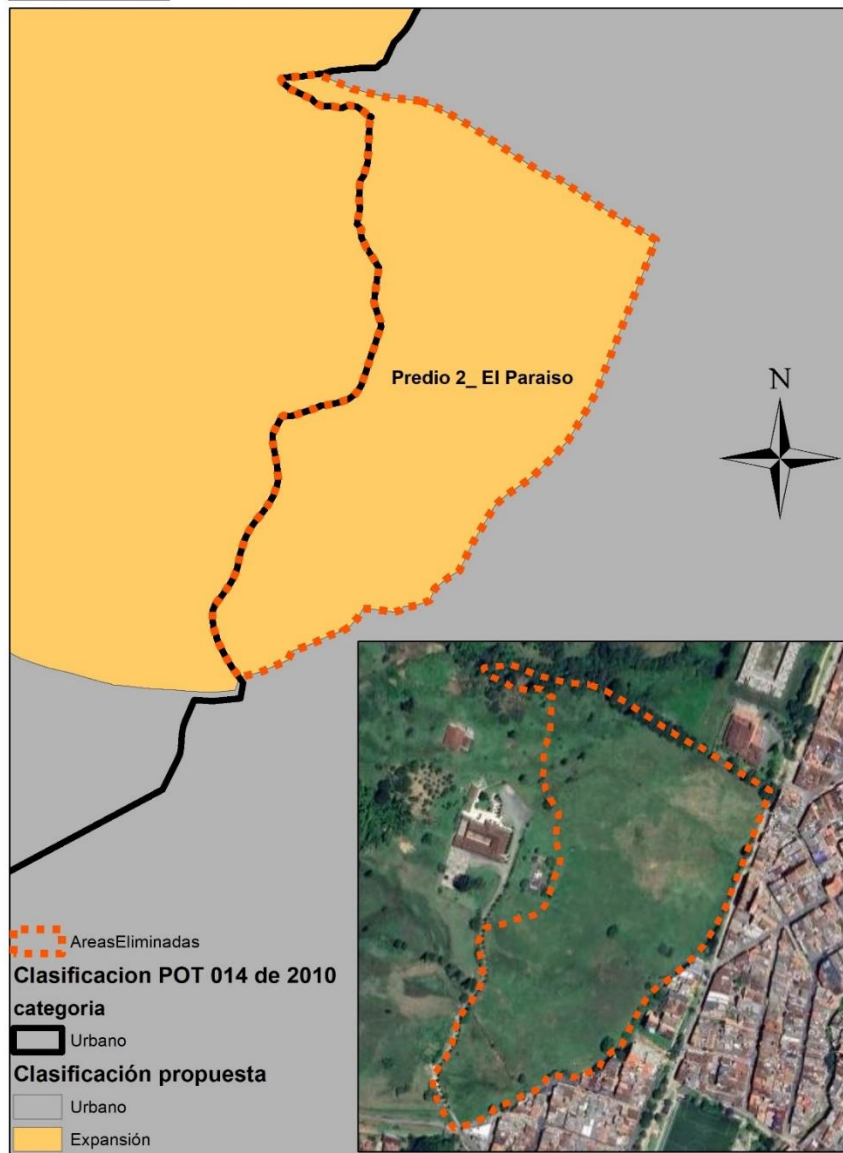 Predio 2_ El Paraiso
N
AreasEliminadas
Clasificacion POT 014 de 2010
categoria
Urbano
Clasificación propuesta
Urbano
Expansión